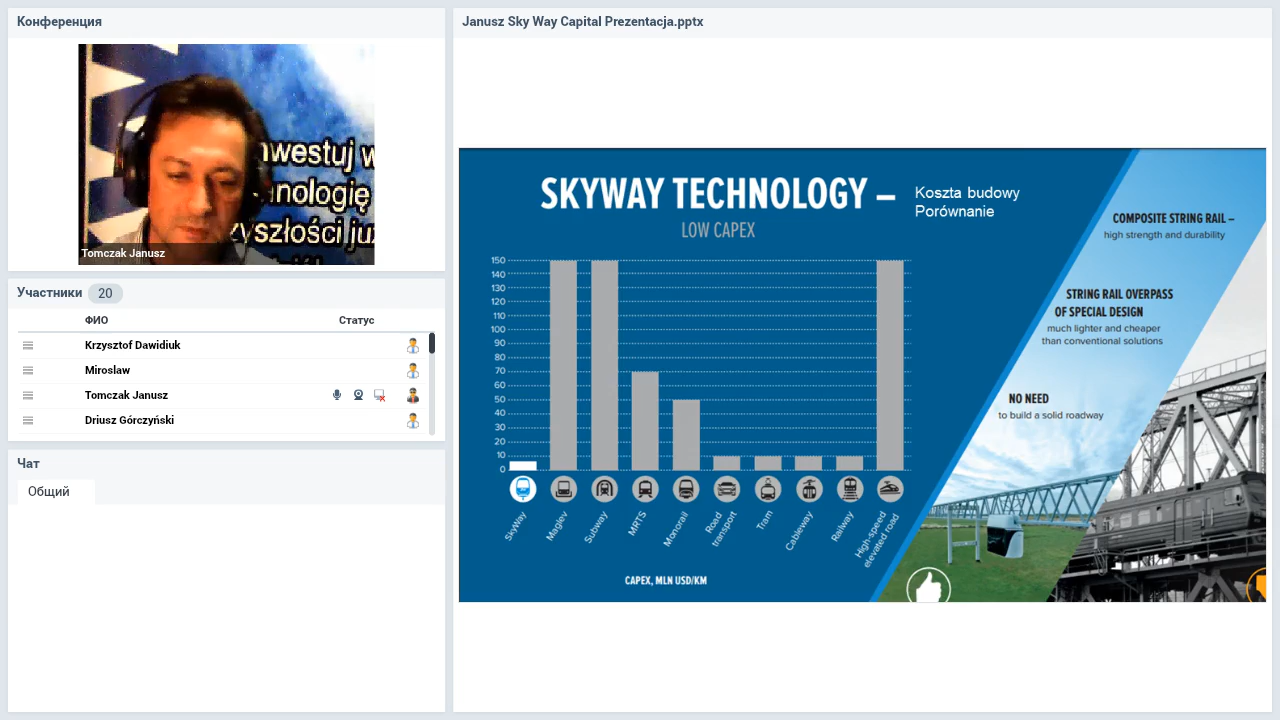 Конференция
nwestuj w
nologię
zyszłości już
Tomczak Janusz
Участники 20
ФИО Статус
Krzysztof Dawidiuk
Miroslaw
Tomczak Janusz
Driusz Górczyński
Чат
Общий
Janusz Sky Way Capital Prezentacja.pptx
SKYWAY TECHNOLOGY –
Koszta budowy
Porównanie
LOW CAPEX
150
140
130
120
110
100
90
80
70
60
50
40
30
20
10
0
SkyWay
Maglev
Subway
MRTS
Monorail
Road
transport
Tram
Cableway
Railway
High-speed
elevated road
CAPEX, MLN USD/KM
COMPOSITE STRING RAIL –
high strength and durability
STRING RAIL OVERPASS
OF SPECIAL DESIGN
much lighter and cheaper
than conventional solutions
NO NEED
to build a solid roadway